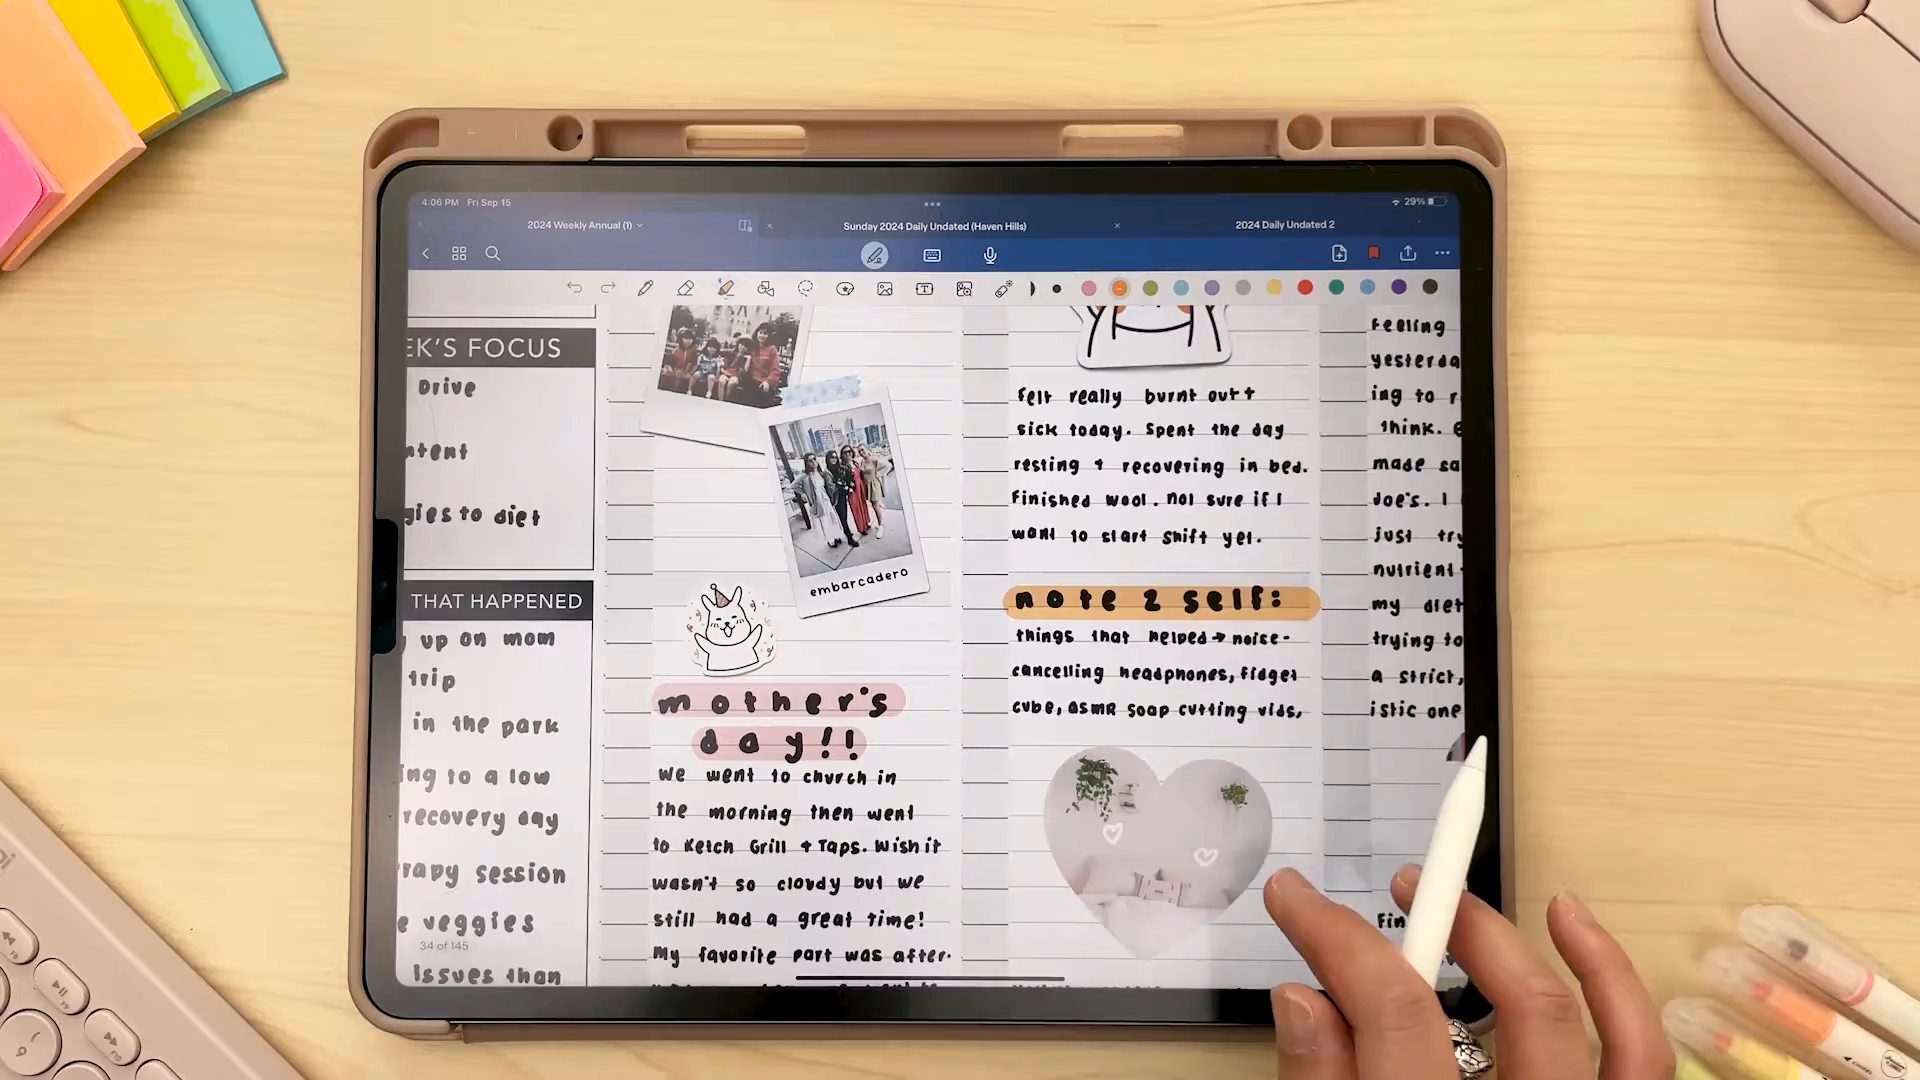 4:06 PM Fri Sep 15
29%
2024 Weekly Annual (1)
Sunday 2024 Daily Undated (Haven Hills)
2024 Daily Undated 2
EK'S FOCUS
Drive
ntent
gies to diet
THAT HAPPENED
up on mom
trip
in the park
ing to a low
recovery day
rapy session
e veggies
34 of 145
issues than
embarcadero
mother's
day!!
We went to church in
the morning then went
to Ketch Grill + Taps. Wish it
wasn't so cloudy but we
still had a great time!
My favorite part was after-
Felt really burnt out +
sick today. Spent the day
resting + recovering in bed.
Finished wool. Not sure if I
want to start shift yet.
note 2 self:
things that helped → noise-
cancelling headphones, fidget
cube, ASMR soap cutting vids,
Feeling
yesterda
ing to r
think.
made sa
Joe's. I
just try
nutrient
my diet
trying to
a strict,
istic one
Fin